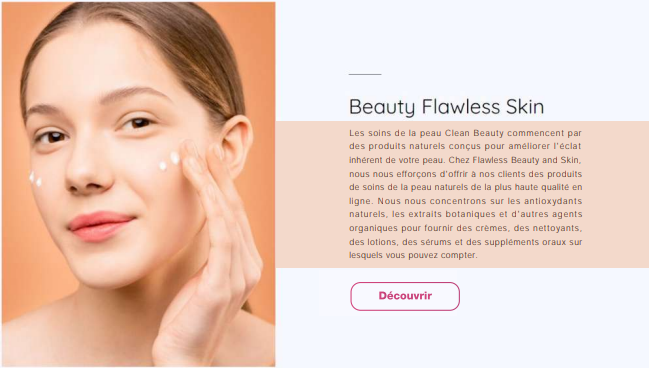 Beauty Flawless Skin
Les soins de la peau Clean Beauty commencent par
des produits naturels conçus pour améliorer l'éclat
inhérent de votre peau. Chez Flawless Beauty and Skin,
nous nous efforçons d'offrir à nos clients des produits
de soins de la peau naturels de la plus haute qualité en
ligne. Nous nous concentrons sur les antioxydants
naturels, les extraits botaniques et d'autres agents
organiques pour fournir des crèmes, des nettoyants,
des lotions, des sérums et des suppléments oraux sur
lesquels vous pouvez compter.
Découvrir